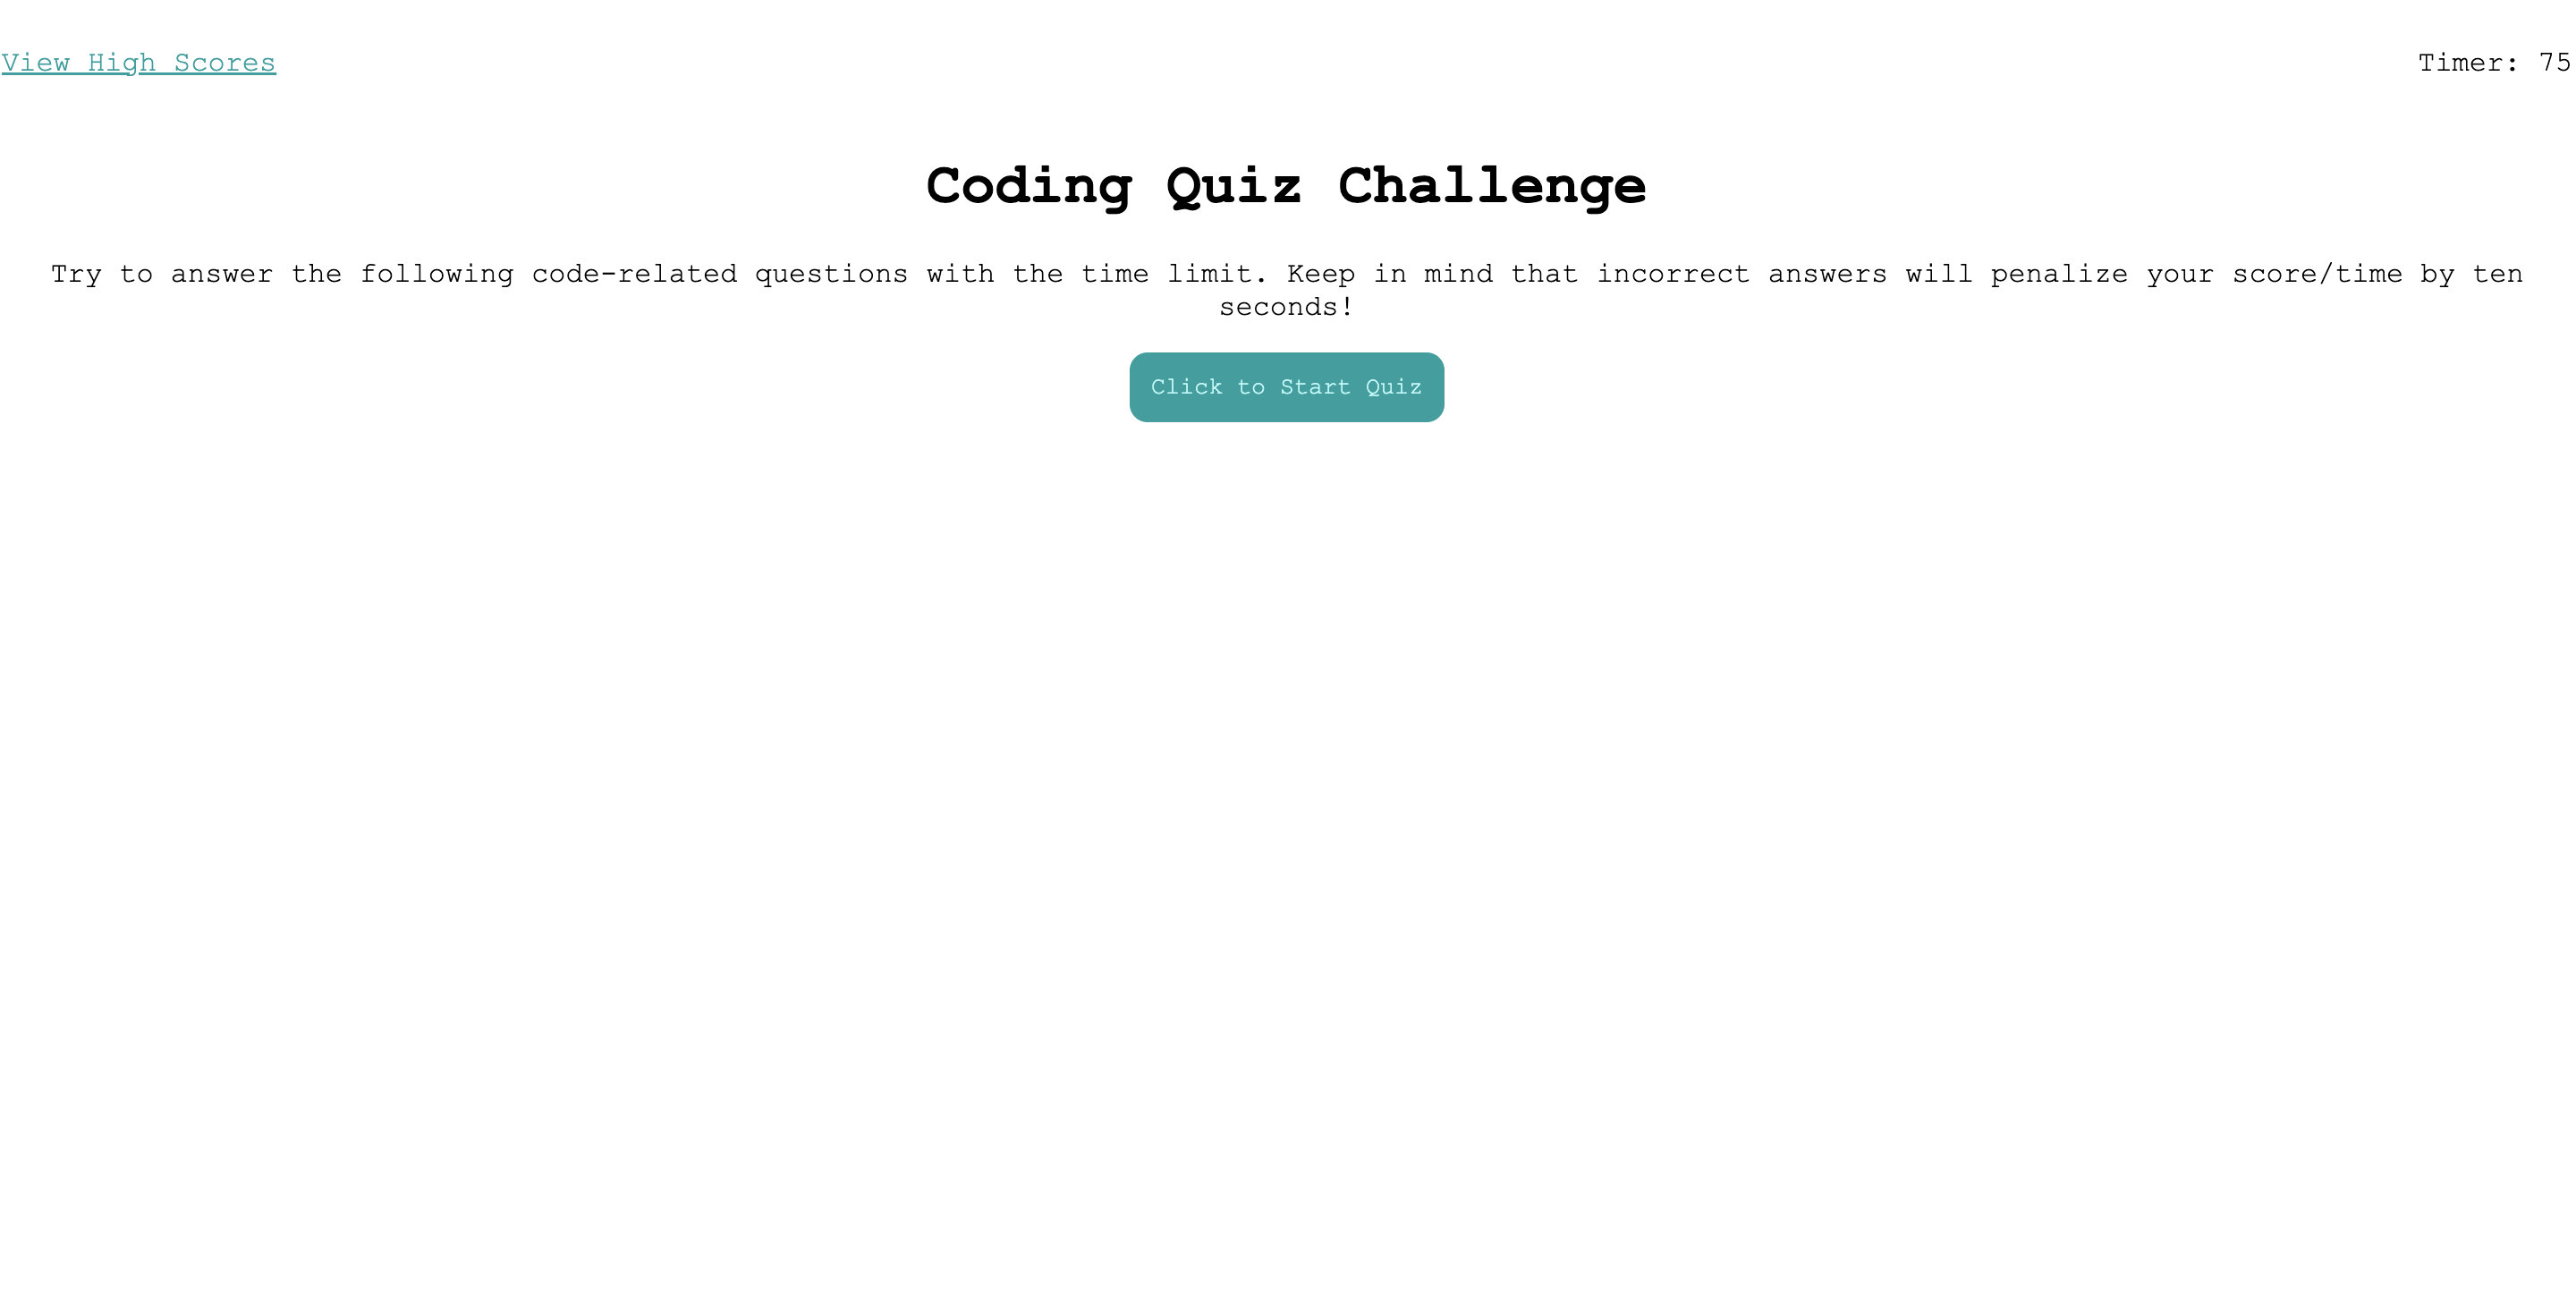 View High Scores
Timer: 75
Coding Quiz Challenge
Try to answer the following code-related questions with the time limit. Keep in mind that incorrect answers will penalize your score/time by ten
seconds!
Click to Start Quiz